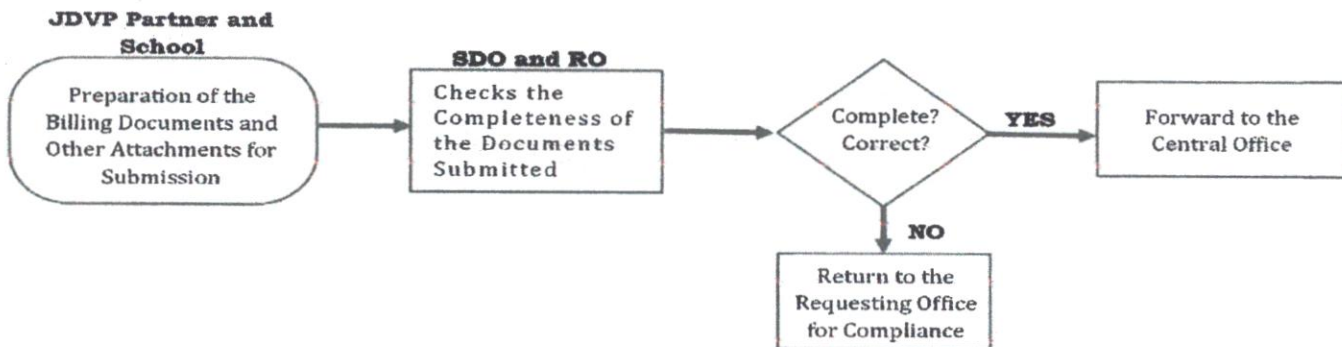 JDVP Partner and
School
Preparation of the
Billing Documents and
Other Attachments for
Submission
SDO and RO
Checks the
Completeness of
the Documents
Submitted
Complete?
Correct?
YES
Forward to the
Central Office
NO
Return to the
Requesting Office
for Compliance